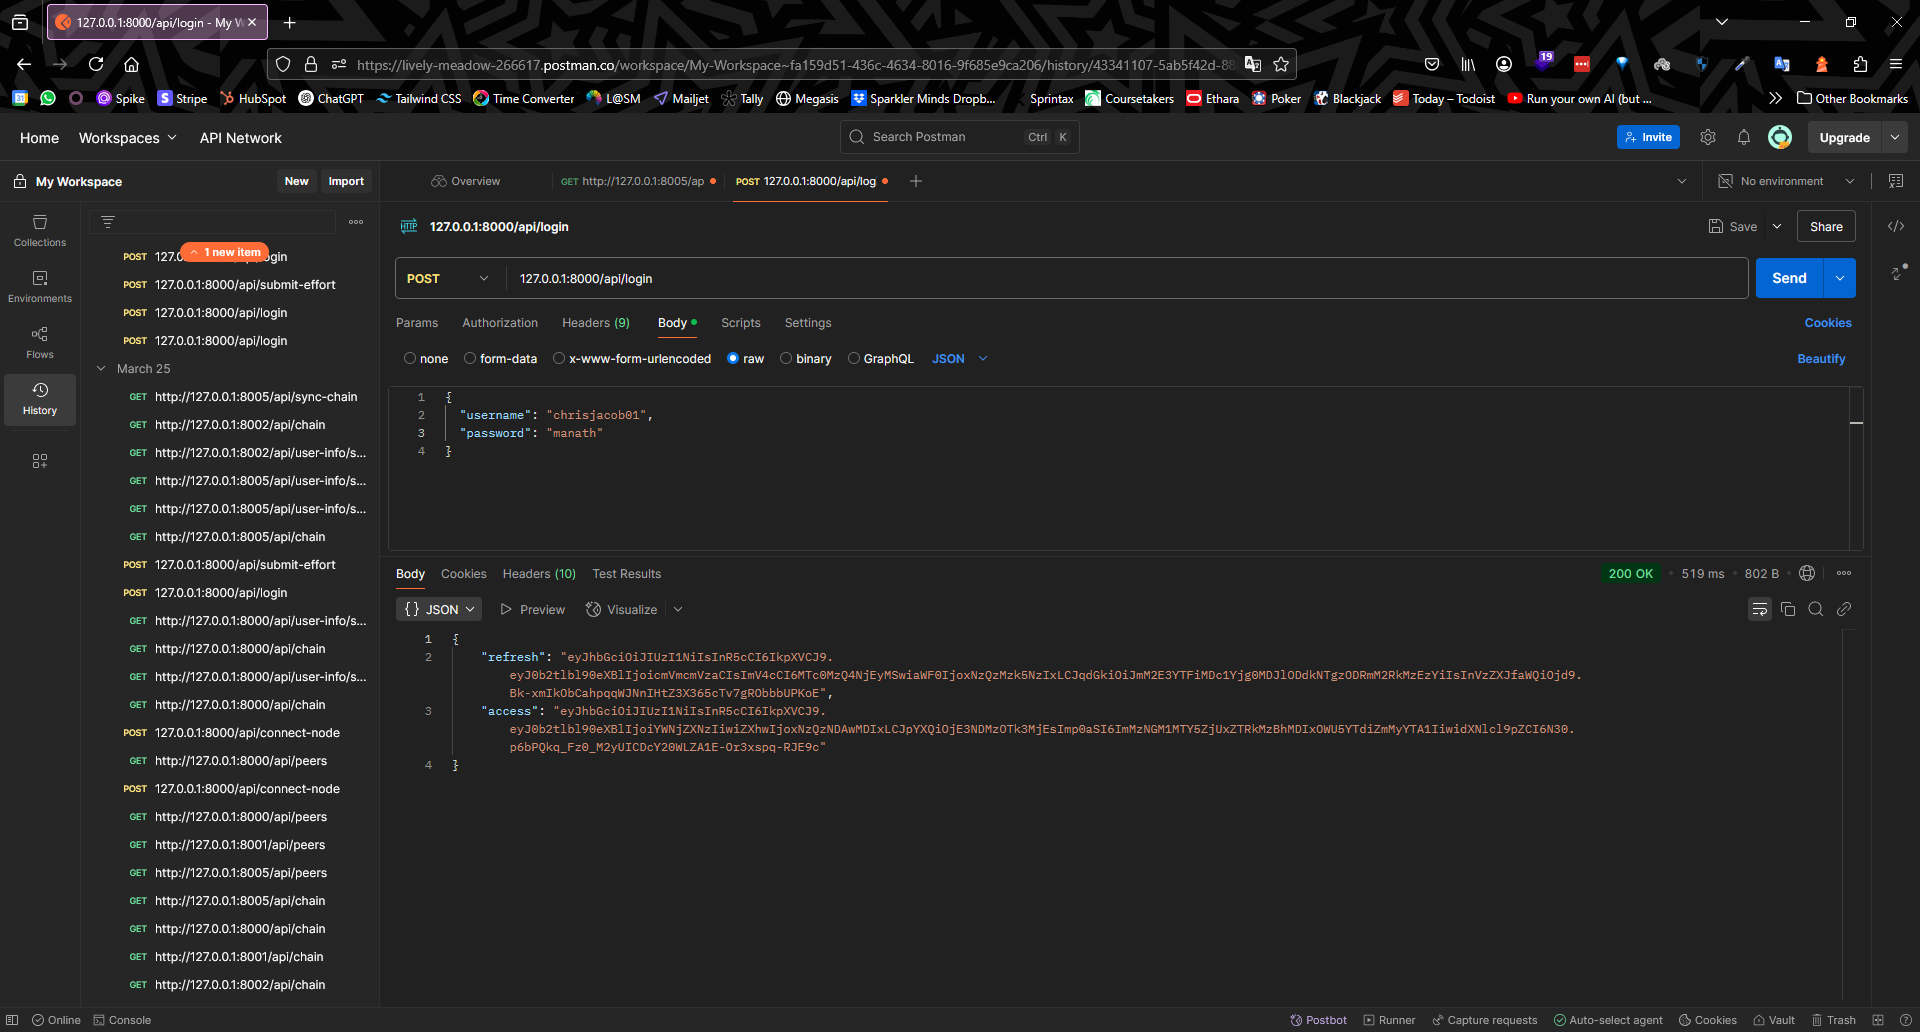 127.0.0.1:8000/api/login - My W
https://lively-meadow-266617.postman.co/workspace/My-Workspace~fa159d51-436c-4634-8016-9f685e9ca206/history/43341107-5ab5f42d-88
19
31 Spike Stripe HubSpot ChatGPT Tailwind CSS Time Converter L@SM Mailjet Tally Megasis Sparkler Minds Dropb... Sprintax Coursetakers Ethara Poker Blackjack Today – Todoist Run your own AI (but ... Other Bookmarks
Home Workspaces API Network
Search Postman Ctrl K
Invite Upgrade
My Workspace New Import
Overview GET http://127.0.0.1:8005/ap POST 127.0.0.1:8000/api/log No environment
Collections
Environments
Flows
History
1 new item
POST 127.0. ogin
POST 127.0.0.1:8000/api/submit-effort
POST 127.0.0.1:8000/api/login
POST 127.0.0.1:8000/api/login
March 25
GET http://127.0.0.1:8005/api/sync-chain
GET http://127.0.0.1:8002/api/chain
GET http://127.0.0.1:8002/api/user-info/s...
GET http://127.0.0.1:8005/api/user-info/s...
GET http://127.0.0.1:8005/api/user-info/s...
GET http://127.0.0.1:8005/api/chain
POST 127.0.0.1:8000/api/submit-effort
POST 127.0.0.1:8000/api/login
GET http://127.0.0.1:8000/api/user-info/s...
GET http://127.0.0.1:8000/api/chain
GET http://127.0.0.1:8000/api/user-info/s...
GET http://127.0.0.1:8000/api/chain
POST 127.0.0.1:8000/api/connect-node
GET http://127.0.0.1:8000/api/peers
POST 127.0.0.1:8000/api/connect-node
GET http://127.0.0.1:8000/api/peers
GET http://127.0.0.1:8001/api/peers
GET http://127.0.0.1:8005/api/peers
GET http://127.0.0.1:8005/api/chain
GET http://127.0.0.1:8000/api/chain
GET http://127.0.0.1:8001/api/chain
GET http://127.0.0.1:8002/api/chain
HTTP 127.0.0.1:8000/api/login Save Share
POST 127.0.0.1:8000/api/login Send
Params Authorization Headers (9) Body Scripts Settings Cookies
none form-data x-www-form-urlencoded raw binary GraphQL JSON Beautify
1 {
2 "username": "chrisjacob01",
3 "password": "manath"
4 }
Body Cookies Headers (10) Test Results 200 OK 519 ms 802 B
{} JSON Preview Visualize
1 {
2 "refresh": "eyJhbGciOiJIUzI1NiIsInR5cCI6IkpXVCJ9.
eyJ0b2tlbl90eXBlIjoicmVmcmVzaCIsImV4cCI6MTc0MzQ4NjEyMSwiaWF0IjoxNzQzMzk5NzIxLCJqdGkiOiJmM2E3YTFiMDc1Yjg0MDJlODdkNTgzODRmM2RkMzEzYiIsInVzZXJfaWQiOjd9.
Bk-xmIkObCahpqqWJNnIHtZ3X365cTv7gRObbbUPKoE",
3 "access": "eyJhbGciOiJIUzI1NiIsInR5cCI6IkpXVCJ9.
eyJ0b2tlbl90eXBlIjoiYWNjZXNzIiwiZXhwIjoxNzQzNDAwMDIxLCJpYXQiOjE3NDMzOTk3MjEsImp0aSI6ImMzNGM1MTY5ZjUxZTRkMzBhMDIxOWU5YTdiZmMyYTA1IiwidXNlcl9pZCI6N30.
p6bPQkq_Fz0_M2yUICDcY20WLZA1E-Or3xspq-RJE9c"
4 }
Online Console Postbot Runner Capture requests Auto-select agent Cookies Vault Trash